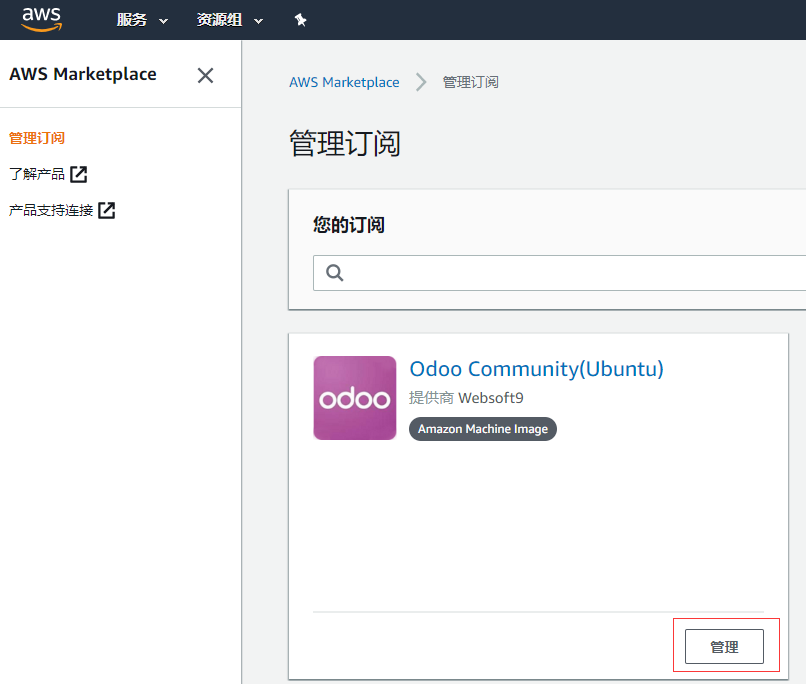 aws 服务 资源组
AWS Marketplace
管理订阅
了解产品
产品支持连接
AWS Marketplace 管理订阅
管理订阅
您的订阅
odoo
Odoo Community(Ubuntu)
提供商 Websoft9
Amazon Machine Image
管理